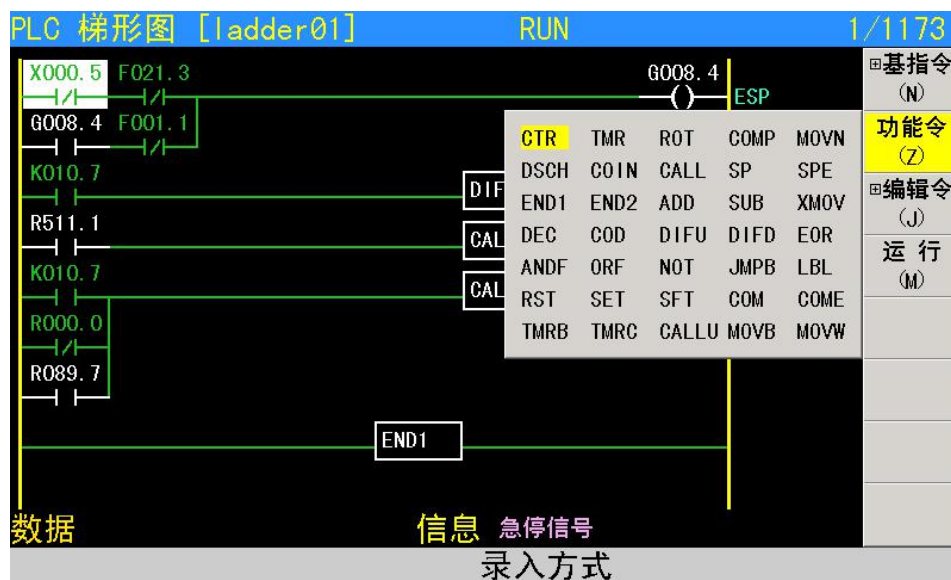 PLC 梯形图 [ladder01] RUN 1/1173
X000.5 F021.3 G008.4
ESP
G008.4 F001.1
K010.7
DIF
R511.1
CAL
K010.7
CAL
R000.0
R089.7
END1
CTR TMR ROT COMP MOVN
DSCH COIN CALL SP SPE
END1 END2 ADD SUB XMOV
DEC COD DIFU DIFD EOR
ANDF ORF NOT JMPB LBL
RST SET SFT COM COME
TMRB TMRC CALLU MOVB MOVW
基指令
(N)
功能令
(Z)
编辑令
(J)
运行
(M)
数据 信息 急停信号
录入方式